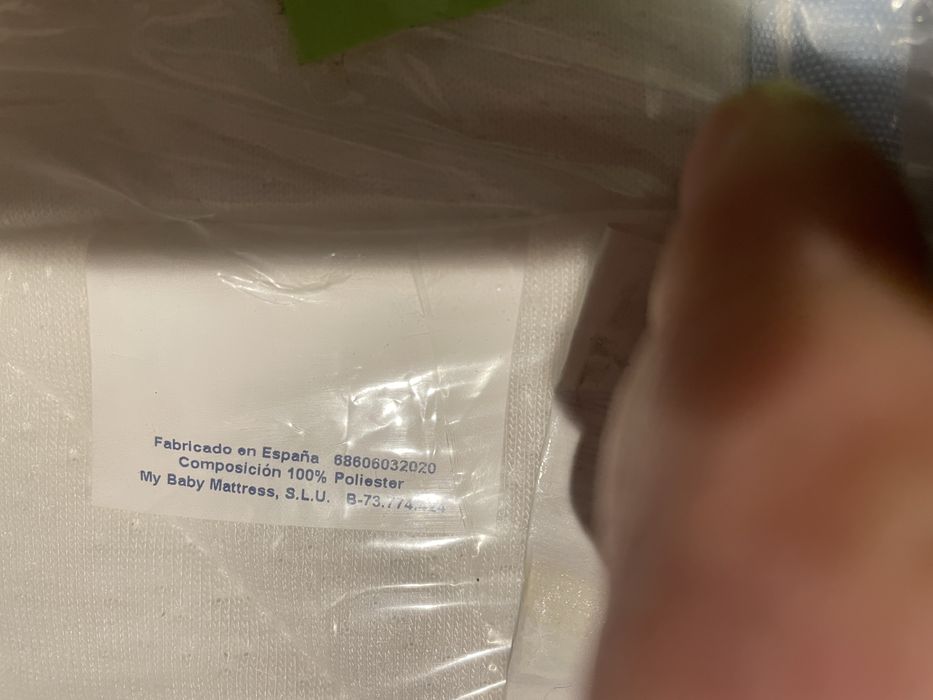 Fabricado en España 68606032020
Composición 100% Poliester
My Baby Mattress, S.L.U.